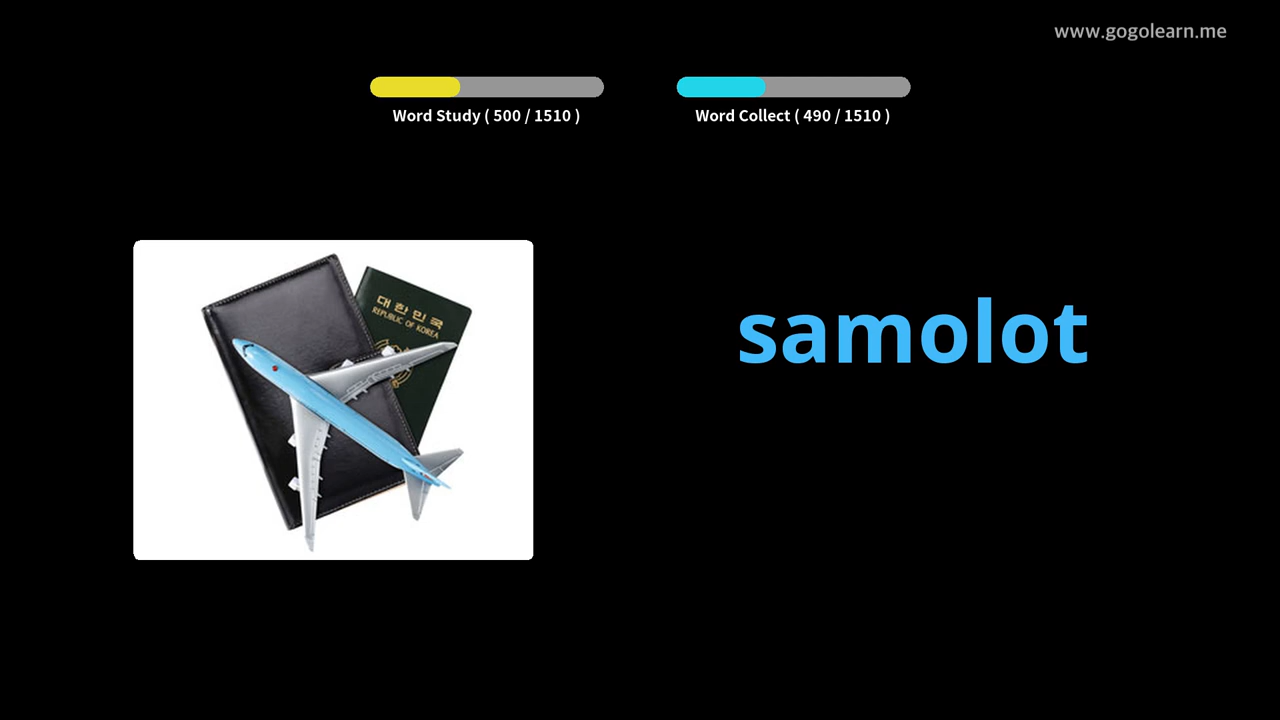 www.gogolearn.me
Word Study ( 500 / 1510 )
Word Collect ( 490 / 1510 )
대한민국
REPUBLIC OF KOREA
samolot